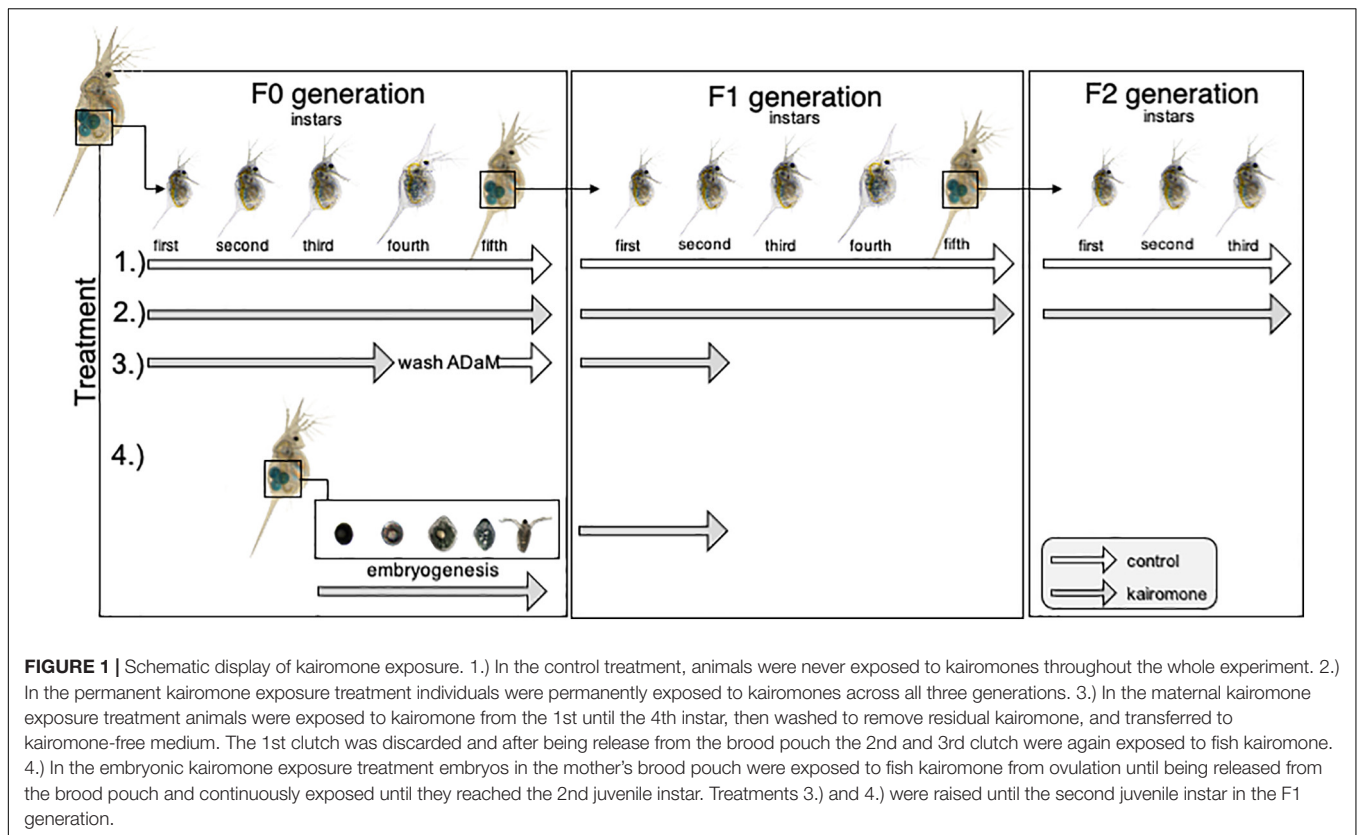 F0 generation
instars
F1 generation
instars
F2 generation
instars
first second third fourth fifth
first second third fourth fifth
first second third
Treatment
1.)
2.)
3.) wash ADaM
4.)
embryogenesis
control
kairomone
FIGURE 1 | Schematic display of kairomone exposure. 1.) In the control treatment, animals were never exposed to kairomones throughout the whole experiment. 2.)
In the permanent kairomone exposure treatment individuals were permanently exposed to kairomones across all three generations. 3.) In the maternal kairomone
exposure treatment animals were exposed to kairomone from the 1st until the 4th instar, then washed to remove residual kairomone, and transferred to
kairomone-free medium. The 1st clutch was discarded and after being release from the brood pouch the 2nd and 3rd clutch were again exposed to fish kairomone.
4.) In the embryonic kairomone exposure treatment embryos in the mother's brood pouch were exposed to fish kairomone from ovulation until being released from
the brood pouch and continuously exposed until they reached the 2nd juvenile instar. Treatments 3.) and 4.) were raised until the second juvenile instar in the F1
generation.